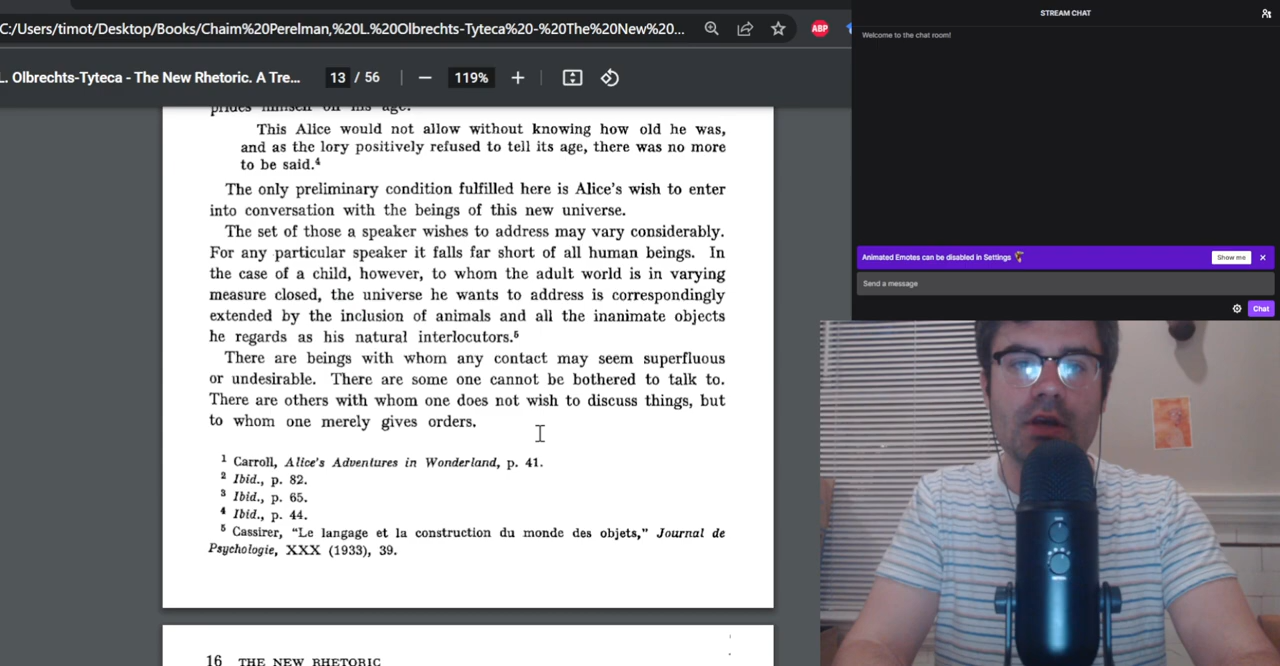 C:/Users/timot/Desktop/Books/Chaim%20Perelman,%20L.%20Olbrechts-Tyteca%20-%20The%20New%20...
ABP
L. Olbrechts-Tyteca - The New Rhetoric. A Tre...
13 / 56
119%
prides himself on his age:
This Alice would not allow without knowing how old he was,
and as the lory positively refused to tell its age, there was no more
to be said.⁴
The only preliminary condition fulfilled here is Alice's wish to enter
into conversation with the beings of this new universe.
The set of those a speaker wishes to address may vary considerably.
For any particular speaker it falls far short of all human beings. In
the case of a child, however, to whom the adult world is in varying
measure closed, the universe he wants to address is correspondingly
extended by the inclusion of animals and all the inanimate objects
he regards as his natural interlocutors.⁵
There are beings with whom any contact may seem superfluous
or undesirable. There are some one cannot be bothered to talk to.
There are others with whom one does not wish to discuss things, but
to whom one merely gives orders.
¹ Carroll, Alice's Adventures in Wonderland, p. 41.
² Ibid., p. 82.
³ Ibid., p. 65.
⁴ Ibid., p. 44.
⁵ Cassirer, "Le langage et la construction du monde des objets," Journal de
Psychologie, XXX (1933), 39.
16 THE NEW RHETORIC
STREAM CHAT
Welcome to the chat room!
Animated Emotes can be disabled in Settings
Show me
Send a message
Chat